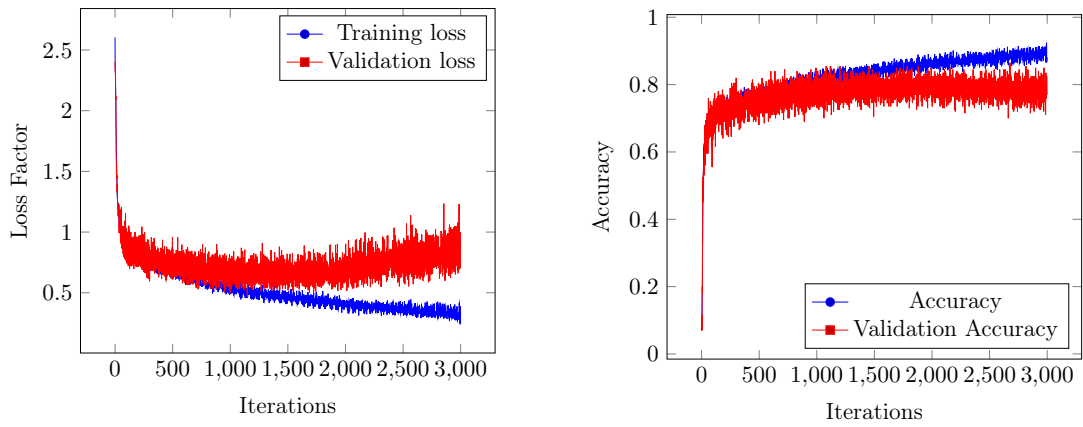 2.5
2
1.5
1
0.5
Loss Factor
Training loss
Validation loss
0 500 1,000 1,500 2,000 2,500 3,000
Iterations
1
0.8
0.6
0.4
0.2
0
Accuracy
Accuracy
Validation Accuracy
0 500 1,000 1,500 2,000 2,500 3,000
Iterations